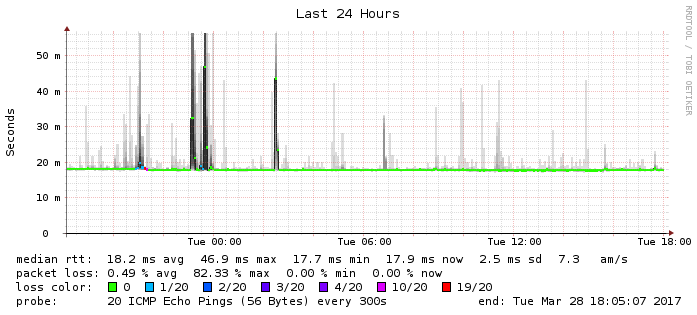 Last 24 Hours
RRDTOOL / TOBI OETIKER
Seconds
50 m
40 m
30 m
20 m
10 m
0
Tue 00:00 Tue 06:00 Tue 12:00 Tue 18:00
median rtt: 18.2 ms avg 46.9 ms max 17.7 ms min 17.9 ms now 2.5 ms sd 7.3 am/s
packet loss: 0.49 % avg 82.33 % max 0.00 % min 0.00 % now
loss color: 0 1/20 2/20 3/20 4/20 10/20 19/20
probe: 20 ICMP Echo Pings (56 Bytes) every 300s end: Tue Mar 28 18:05:07 2017